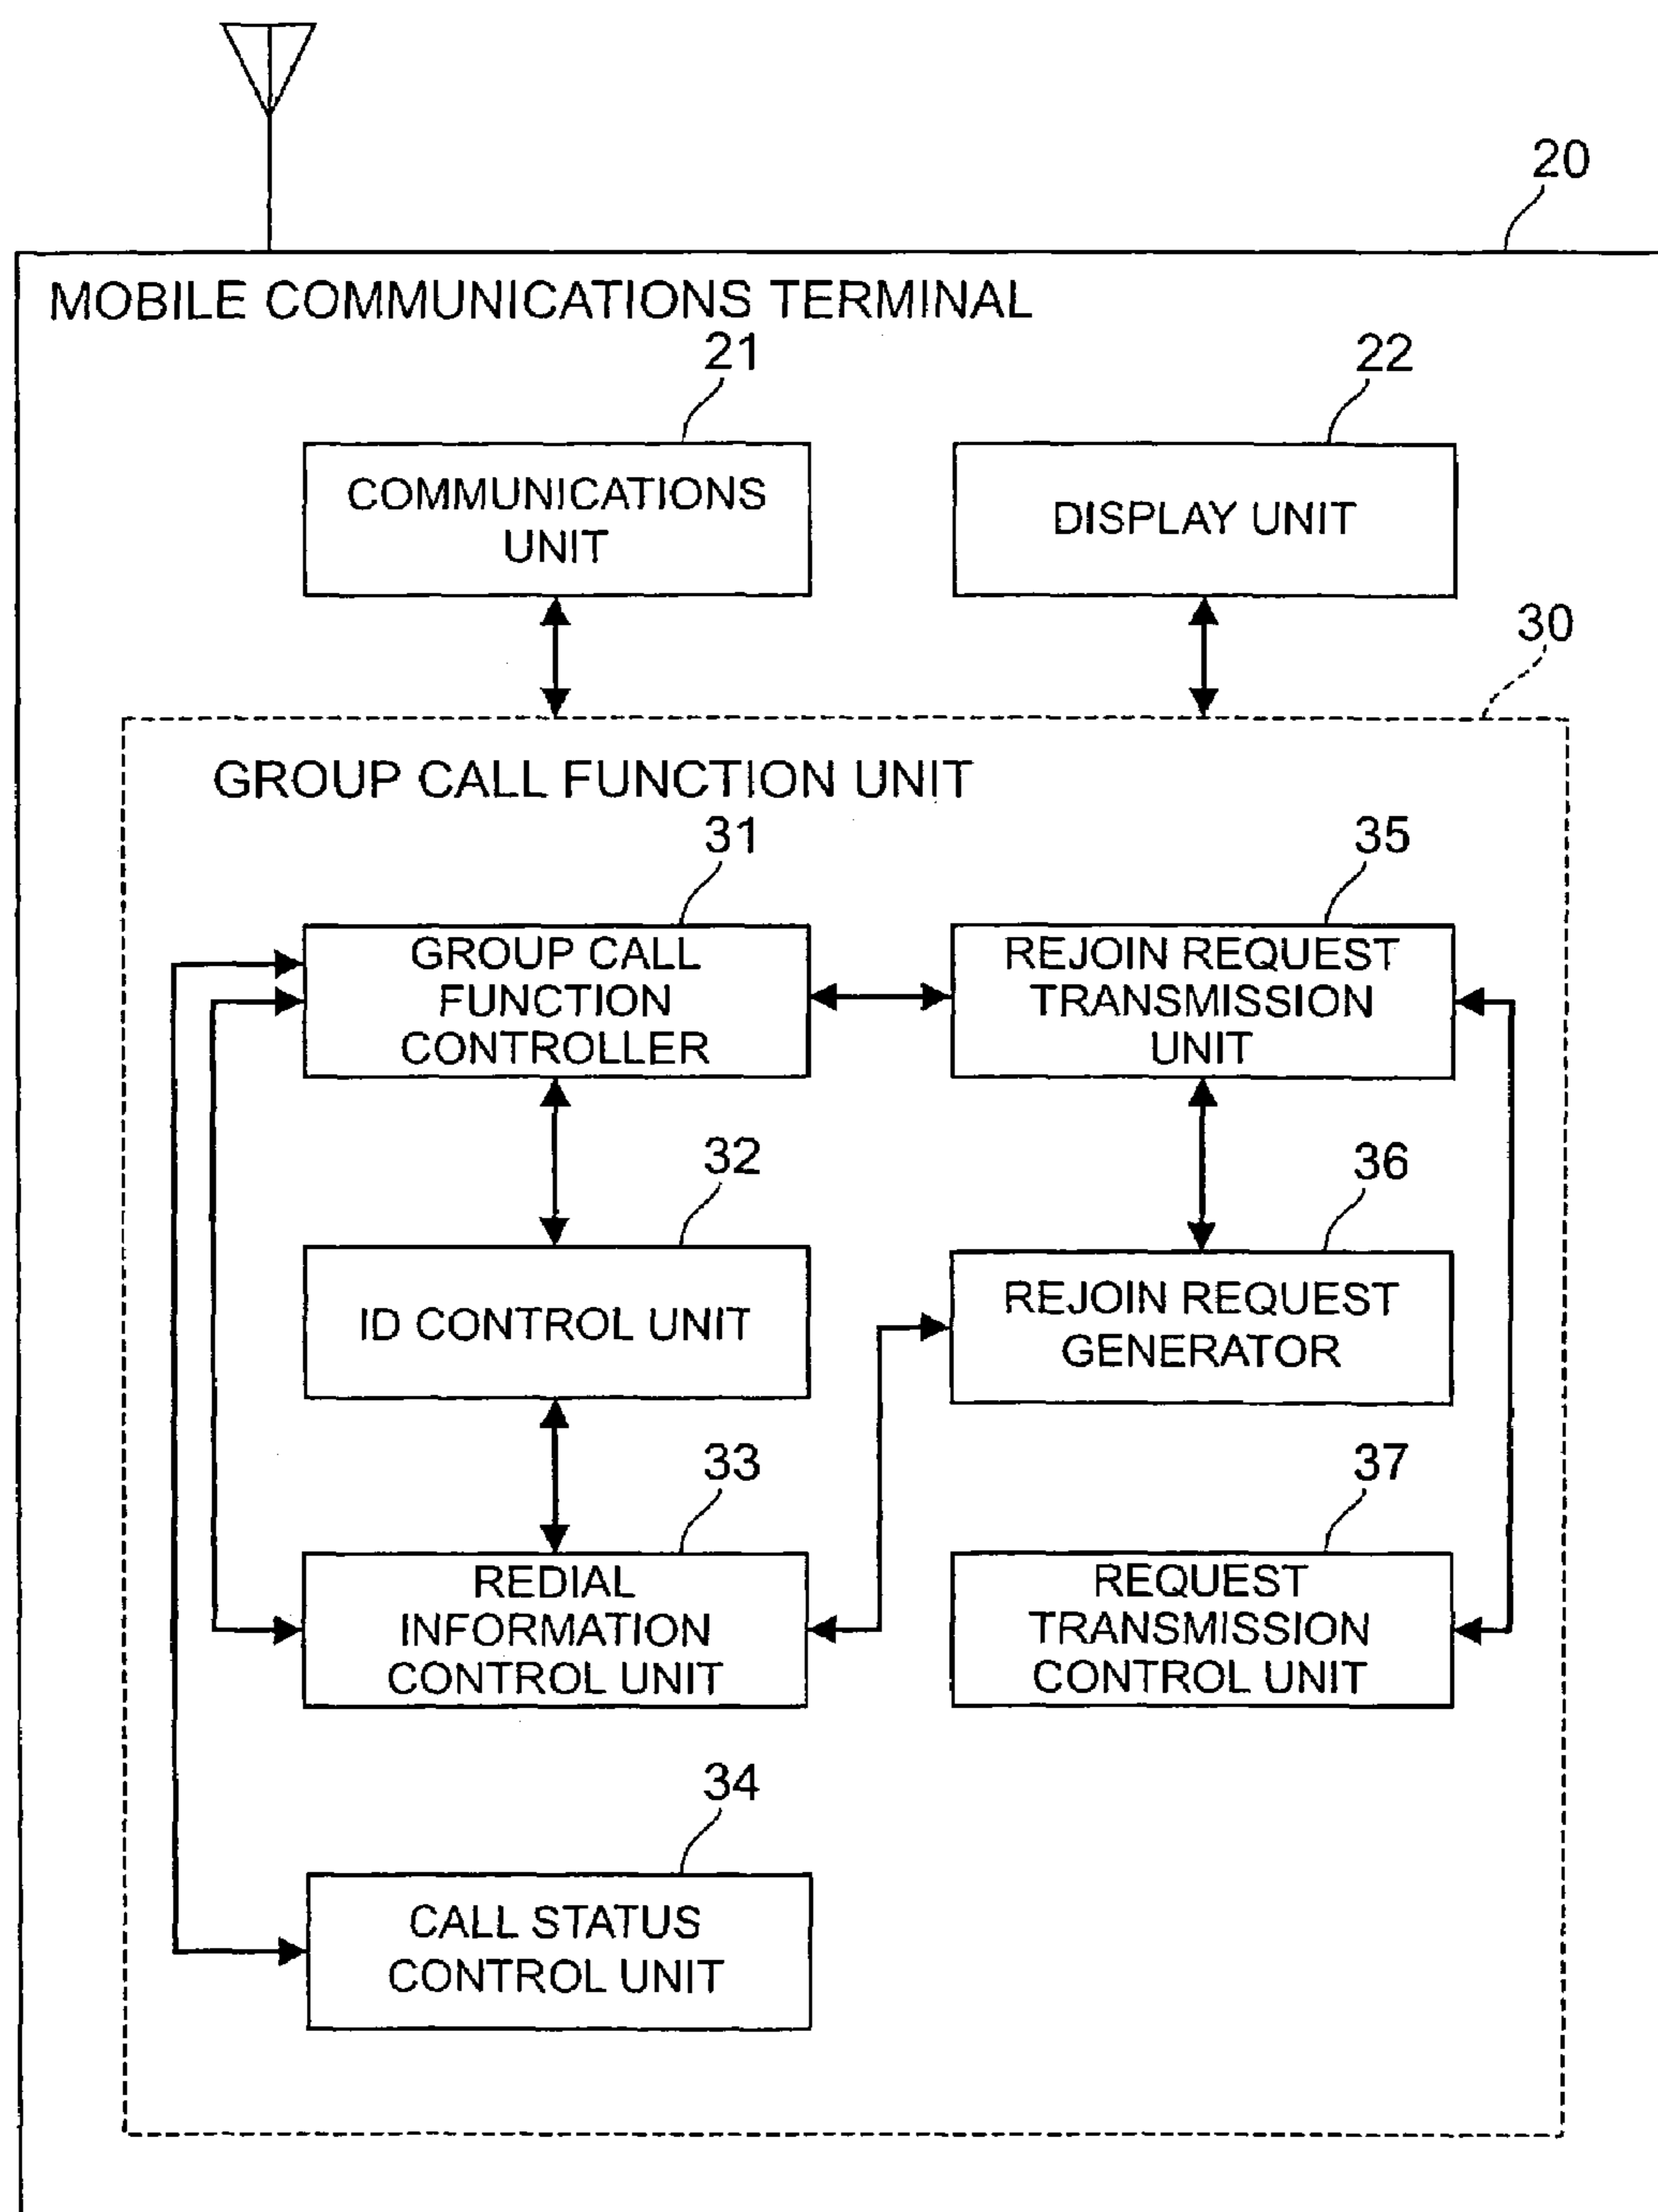 20
MOBILE COMMUNICATIONS TERMINAL
21
22
COMMUNICATIONS
UNIT
DISPLAY UNIT
30
GROUP CALL FUNCTION UNIT
31
35
GROUP CALL
FUNCTION
CONTROLLER
REJOIN REQUEST
TRANSMISSION
UNIT
32
36
ID CONTROL UNIT
REJOIN REQUEST
GENERATOR
33
37
REDIAL
INFORMATION
CONTROL UNIT
REQUEST
TRANSMISSION
CONTROL UNIT
34
CALL STATUS
CONTROL UNIT